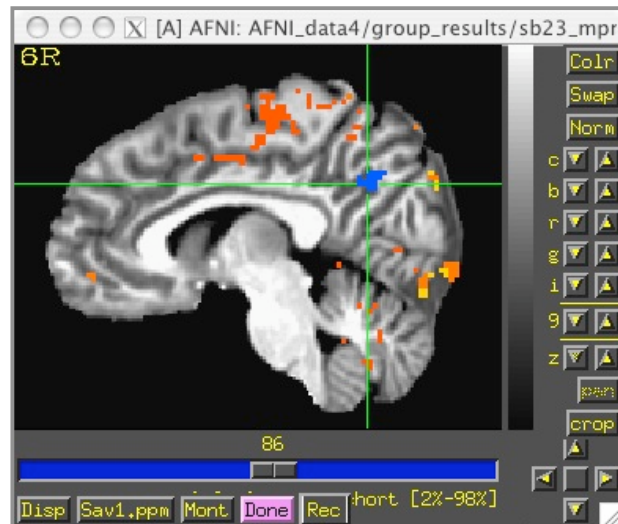 X [A] AFNI: AFNI_data4/group_results/sb23_mpr
6R
Colr
Swap
Norm
c
b
r
g
i
9
z
pan
crop
86
hort [2%-98%]
Disp Sav1.ppm Mont Done Rec